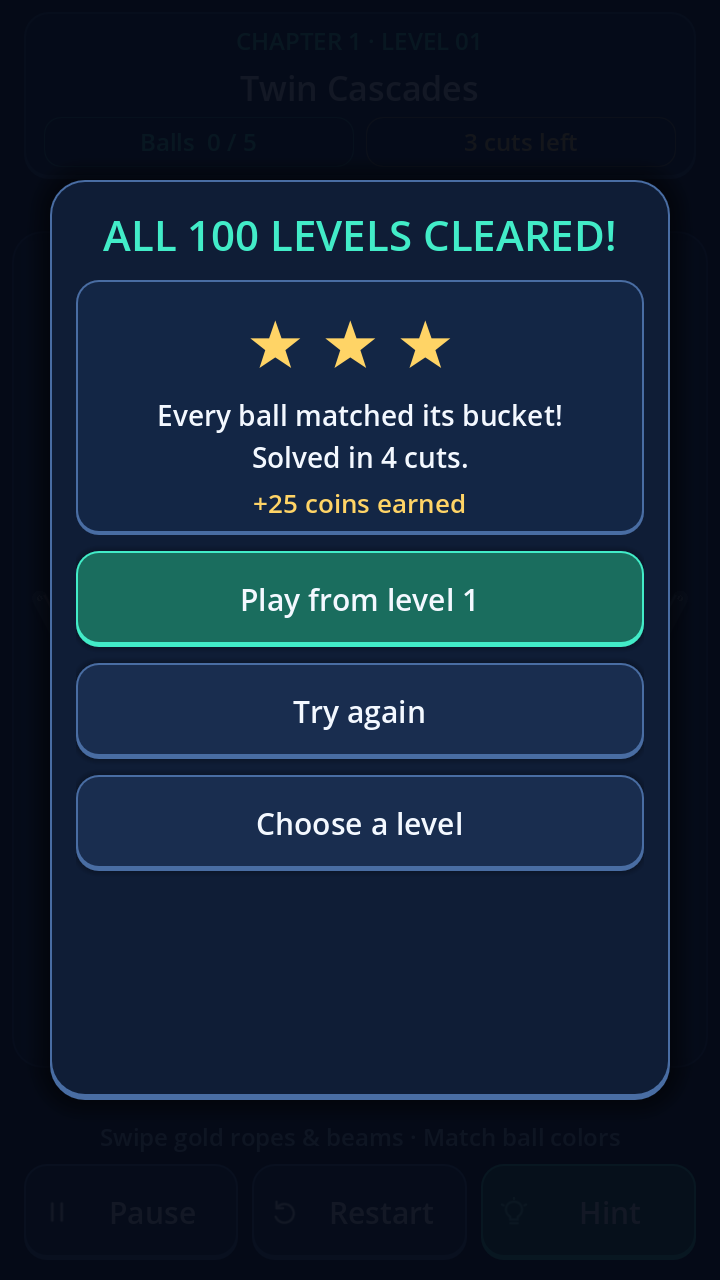 CHAPTER 1 · LEVEL 01
Twin Cascades
Balls 0 / 5
3 cuts left
ALL 100 LEVELS CLEARED!
Every ball matched its bucket!
Solved in 4 cuts.
+25 coins earned
Play from level 1
Try again
Choose a level
Swipe gold ropes & beams · Match ball colors
Pause
Restart
Hint